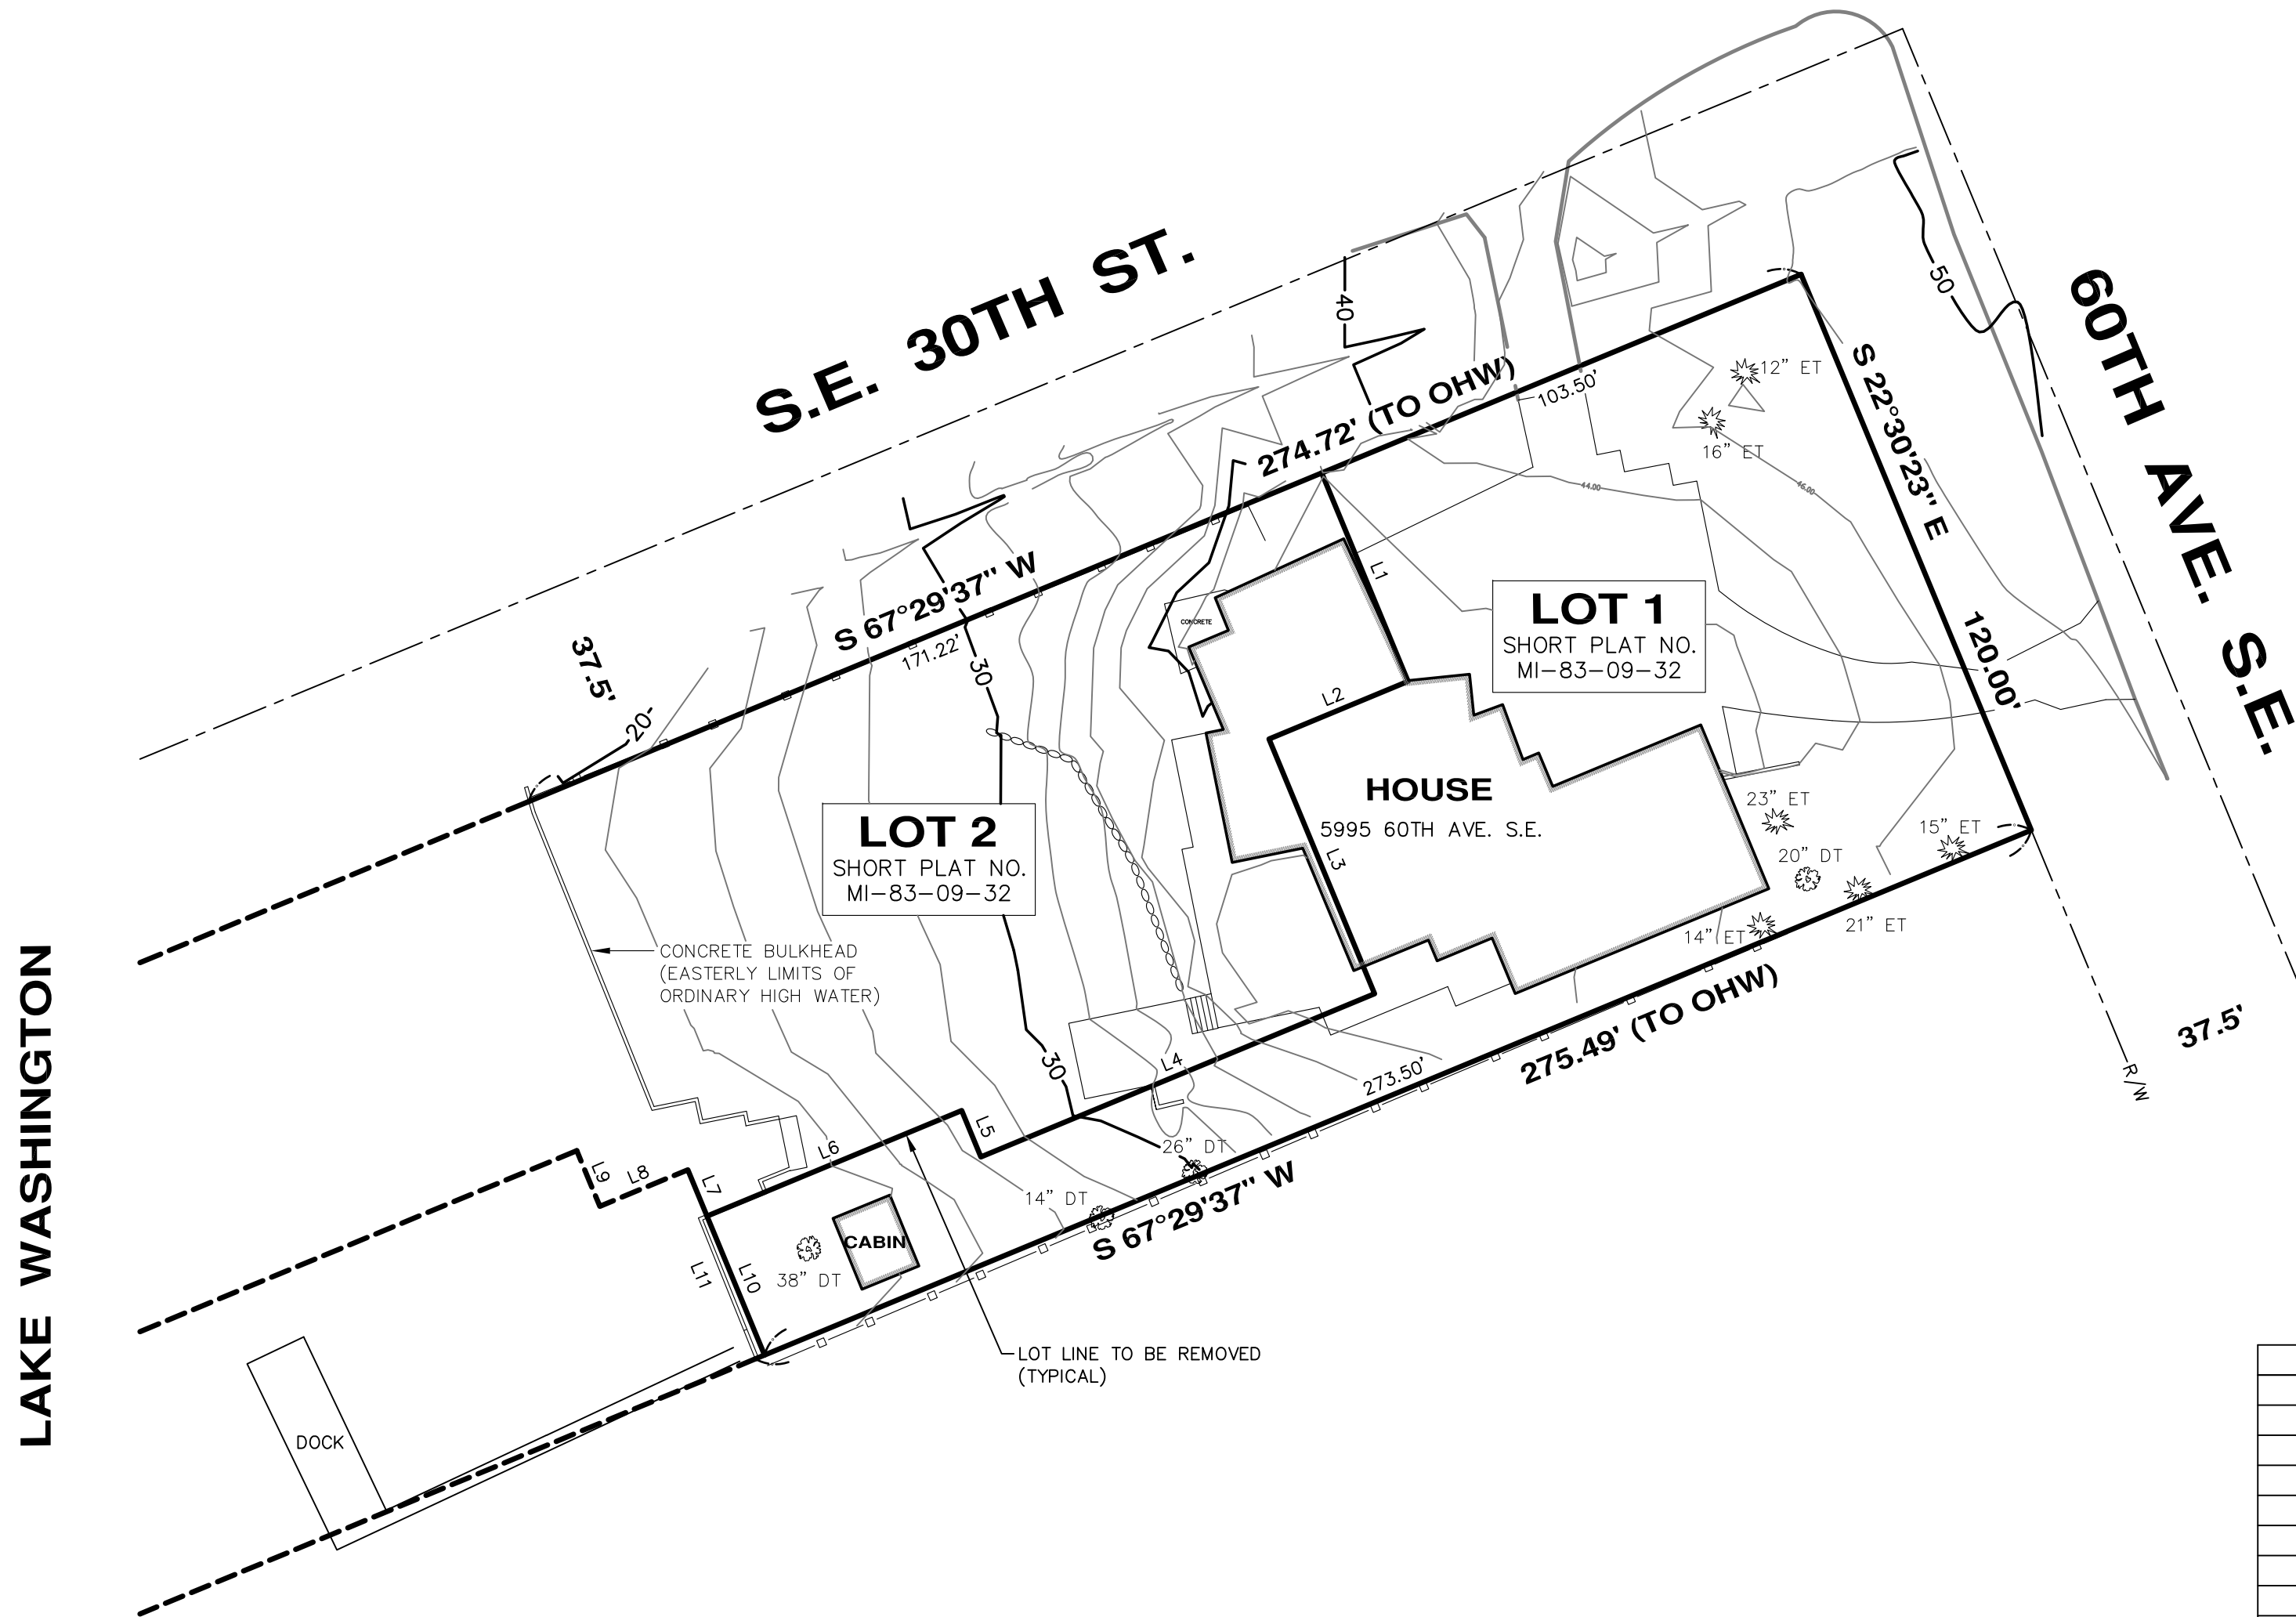 S.E. 30TH ST.
60TH AVE. S.E.
50
40
274.72' (TO OHW)
103.50'
12" ET
16" ET
S 22°30'23" E
120.00'
44.00
46.00
S 67°29'37" W
171.22'
37.5'
20
30
CONCRETE
L1
LOT 1
SHORT PLAT NO.
MI-83-09-32
L2
HOUSE
5995 60TH AVE. S.E.
L3
LOT 2
SHORT PLAT NO.
MI-83-09-32
23" ET
15" ET
20" DT
21" ET
14" ET
CONCRETE BULKHEAD
(EASTERLY LIMITS OF
ORDINARY HIGH WATER)
LAKE WASHINGTON
275.49' (TO OHW)
273.50'
37.5'
R/W
30
L4
L5
L6
26" DT
14" DT
S 67°29'37" W
L9
L8
L7
L11
L10
CABIN
38" DT
LOT LINE TO BE REMOVED
(TYPICAL)
DOCK